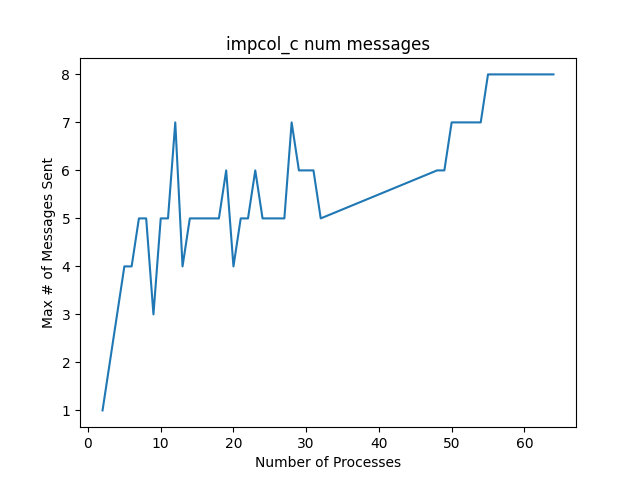 impcol_c num messages
8
7
6
5
4
3
2
1
Max # of Messages Sent
0 10 20 30 40 50 60
Number of Processes